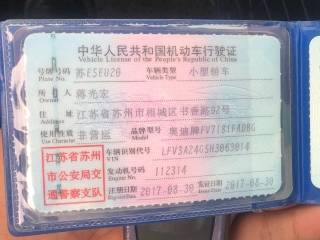 中华人民共和国机动车行驶证
Vehicle License of the People's Republic of China
号牌号码 苏E5EU20 车辆类型 小型轿车
Plate No. Vehicle Type
所有人 蒋光宏
Owner
住址 江苏省苏州市相城区书香路92号
Address
使用性质 非营运 品牌型号 奥迪牌FV7181FADBG
Use Character Model
江苏省苏州
市公安局交
通警察支队
车辆识别代号 LFV3A24G5H3063014
VIN
发动机号码 112314
Engine No.
注册日期 2017-08-30 发证日期 2017-08-30
Register Date Issue Date